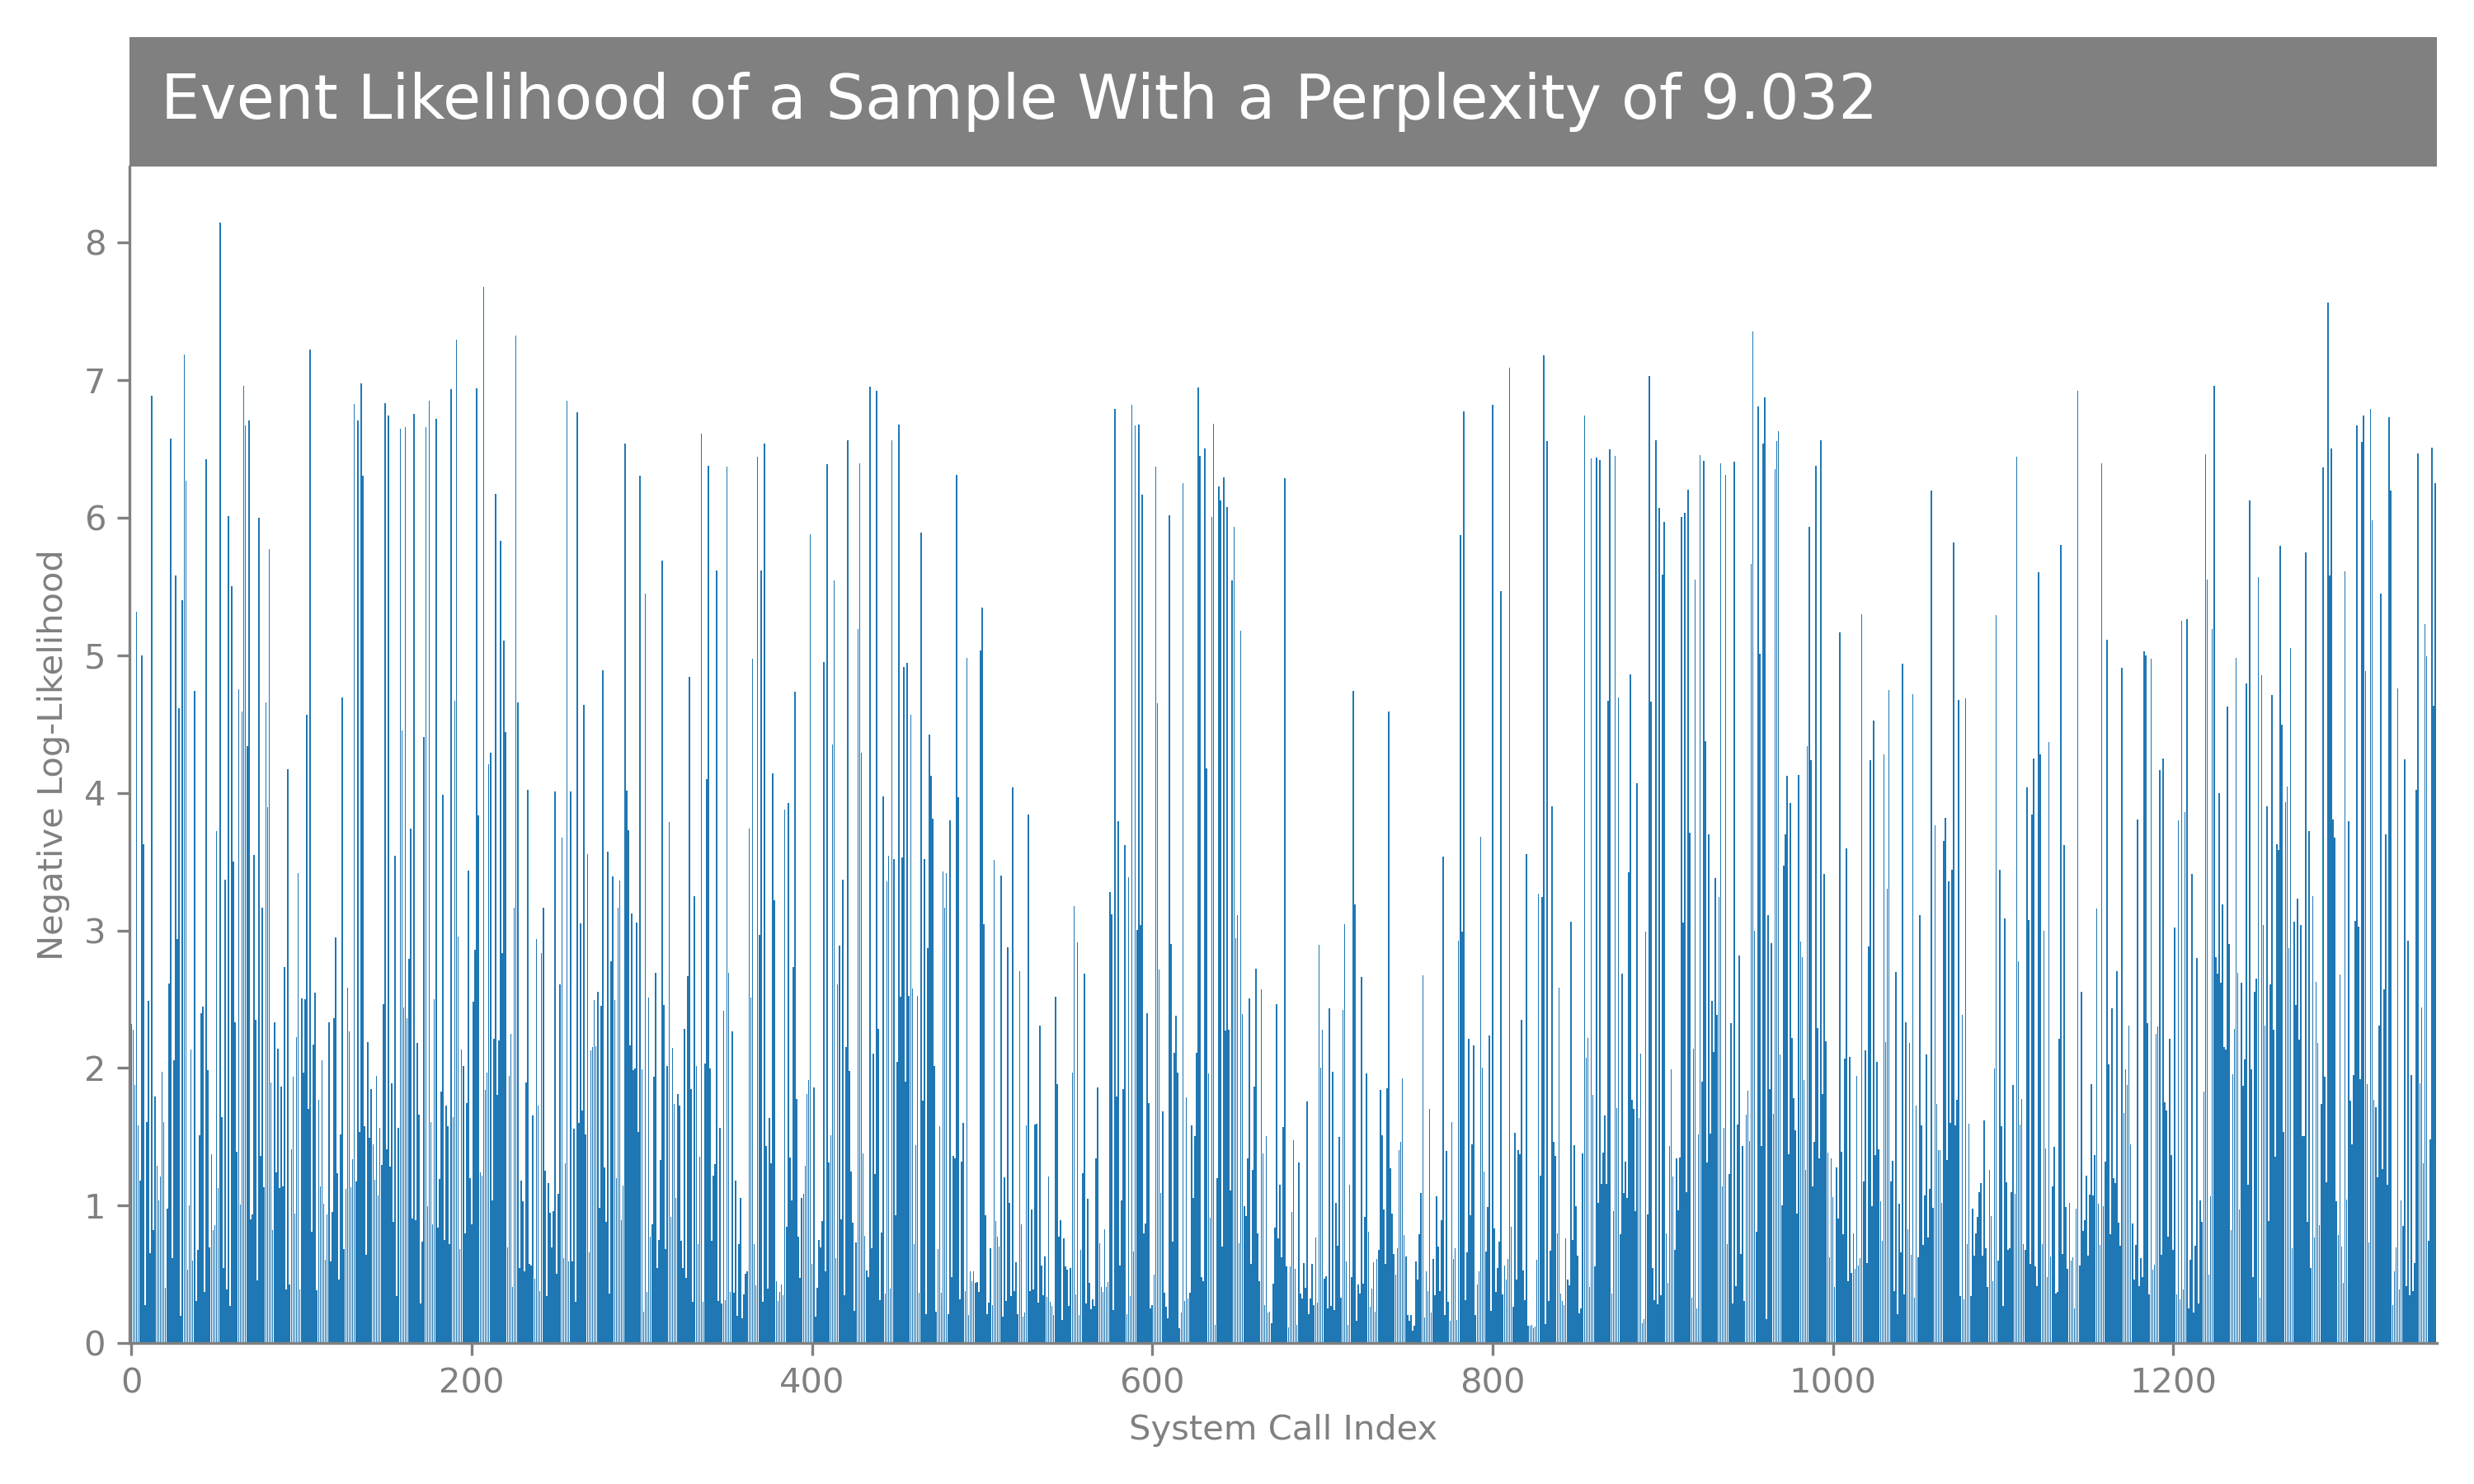 Event Likelihood of a Sample With a Perplexity of 9.032
Negative Log-Likelihood
8
7
6
5
4
3
2
1
0
0 200 400 600 800 1000 1200
System Call Index